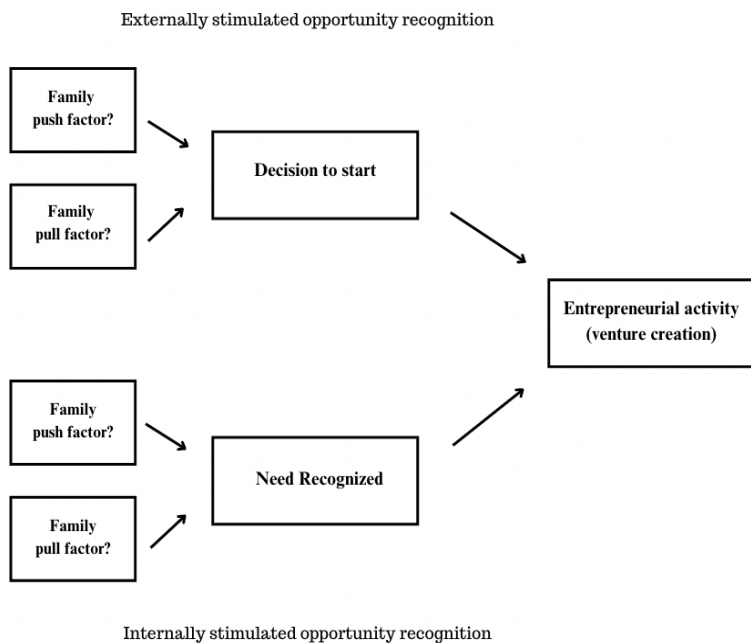 Externally stimulated opportunity recognition
Family
push factor?
Decision to start
Family
pull factor?
Entrepreneurial activity
(venture creation)
Family
push factor?
Need Recognized
Family
pull factor?
Internally stimulated opportunity recognition